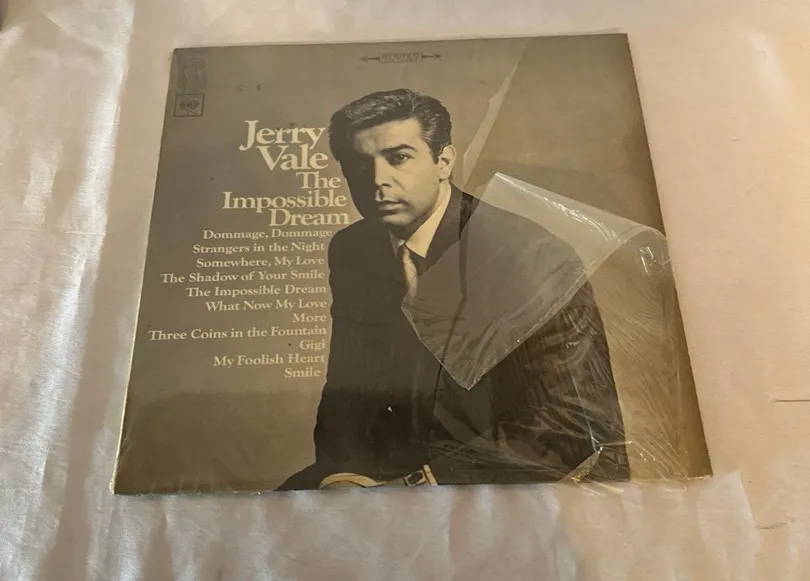 STEREO
Jerry
Vale
The
Impossible
Dream
Dommage, Dommage
Strangers in the Night
Somewhere, My Love
The Shadow of Your Smile
The Impossible Dream
What Now My Love
More
Three Coins in the Fountain
Gigi
My Foolish Heart
Smile